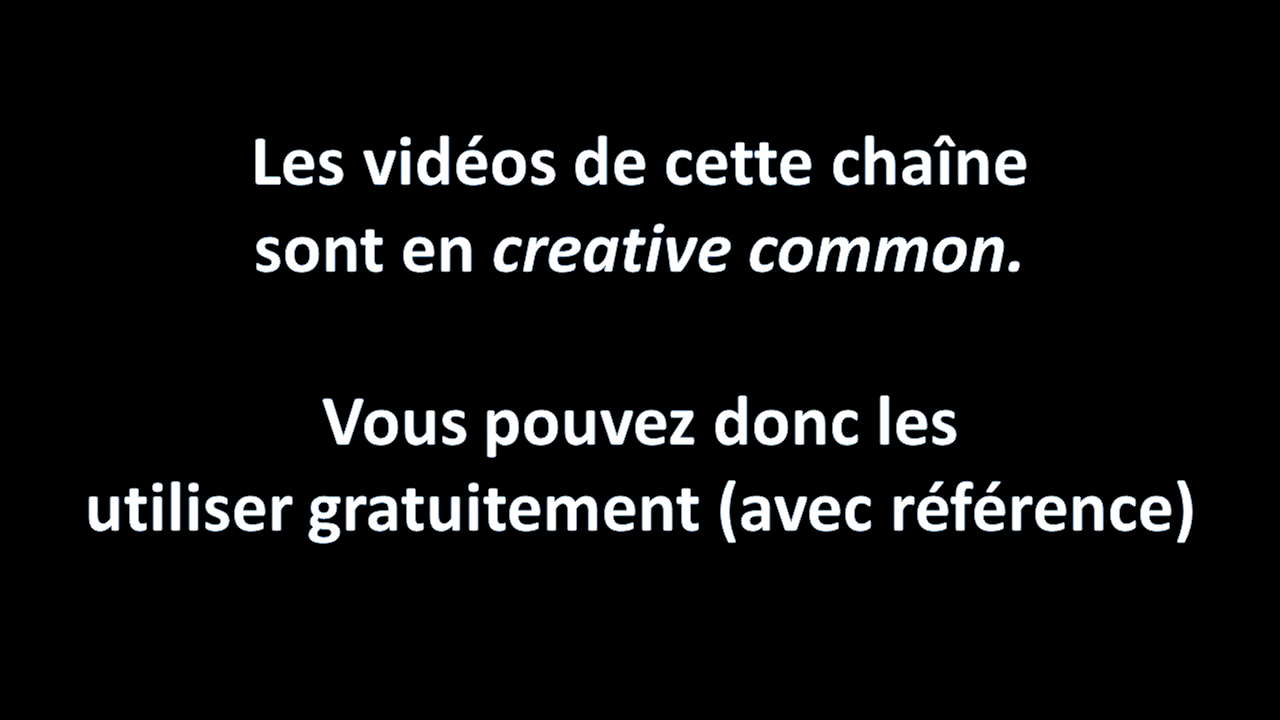 Les vidéos de cette chaîne
sont en creative common.
Vous pouvez donc les
utiliser gratuitement (avec référence)